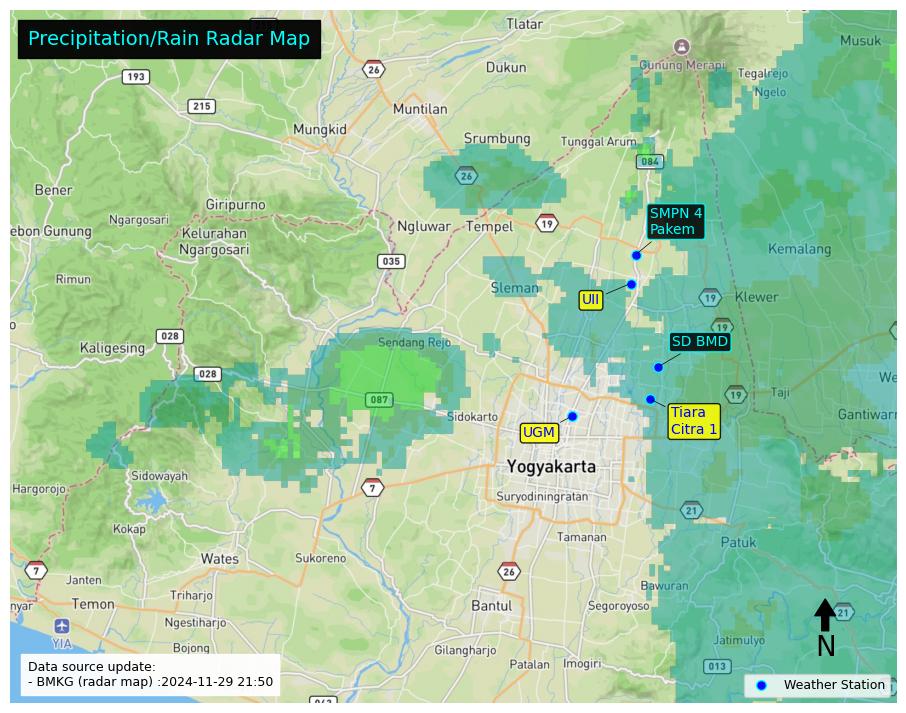 Precipitation/Rain Radar Map
Tlatar
Musuk
26
Gunung Merapi
193
Dukun
Tegalrejo
Ngelo
215
Muntilan
Mungkid
Srumbung
Tunggal Arum
084
26
Bener
Giripurno
SMPN 4
Pakem
Ngargosari
ebon Gunung
Kelurahan
Ngargosari
Ngluwar
Tempel
19
Kemalang
035
Rimun
Sleman
UII
19
Klewer
19
028
Sendang Rejo
SD BMD
Kaligesing
028
We
087
19
Taji
Sidokarto
Tiara
Citra 1
Gantiwar
UGM
Yogyakarta
Sidowayah
Hargorojo
7
Suryodiningratan
21
Kokap
Tamanan
Patuk
Wates
Sukoreno
7
26
Janten
Bawuran
Triharjo
nyar
Temon
Bantul
Segoroyoso
21
Ngestiharjo
YIA
Jatimulyo
N
Bojong
Gilangharjo
Patalan
Imogiri
013
Data source update:
- BMKG (radar map) :2024-11-29 21:50
Weather Station